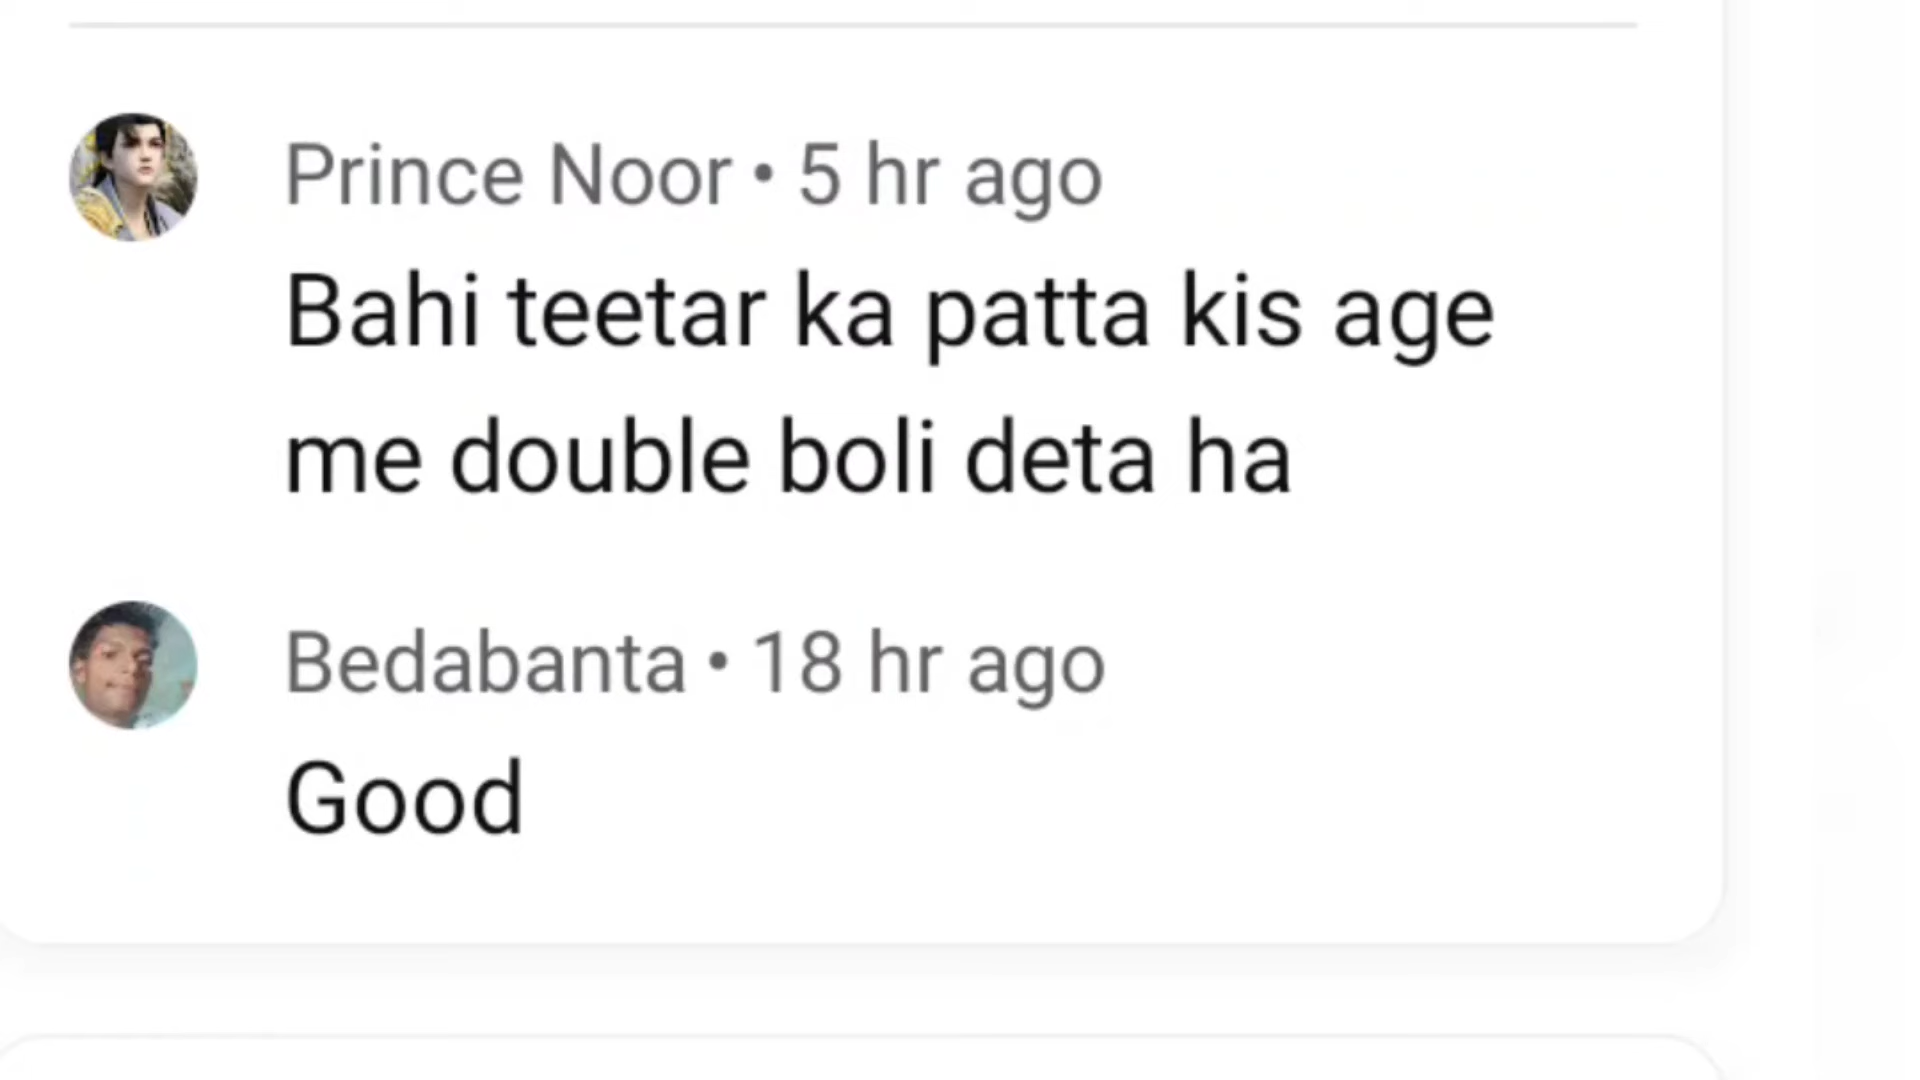 Prince Noor • 5 hr ago
Bahi teetar ka patta kis age
me double boli deta ha
Bedabanta • 18 hr ago
Good